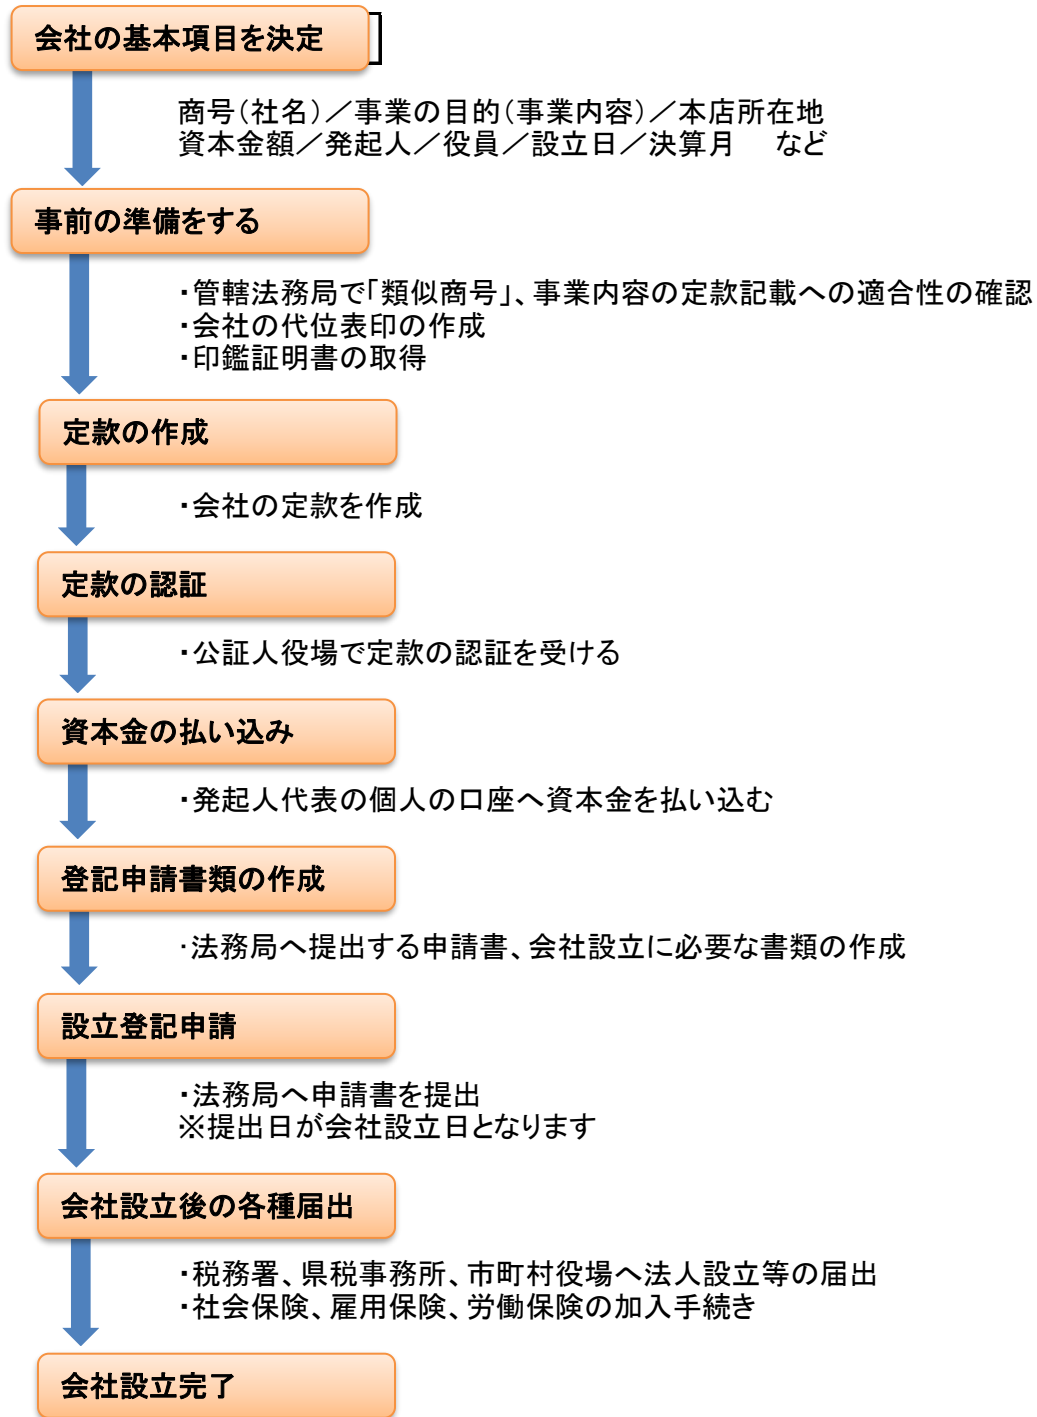 会社の基本項目を決定
商号(社名)／事業の目的(事業内容)／本店所在地
資本金額／発起人／役員／設立日／決算月　など
事前の準備をする
・管轄法務局で「類似商号」、事業内容の定款記載への適合性の確認
・会社の代位表印の作成
・印鑑証明書の取得
定款の作成
・会社の定款を作成
定款の認証
・公証人役場で定款の認証を受ける
資本金の払い込み
・発起人代表の個人の口座へ資本金を払い込む
登記申請書類の作成
・法務局へ提出する申請書、会社設立に必要な書類の作成
設立登記申請
・法務局へ申請書を提出
※提出日が会社設立日となります
会社設立後の各種届出
・税務署、県税事務所、市町村役場へ法人設立等の届出
・社会保険、雇用保険、労働保険の加入手続き
会社設立完了